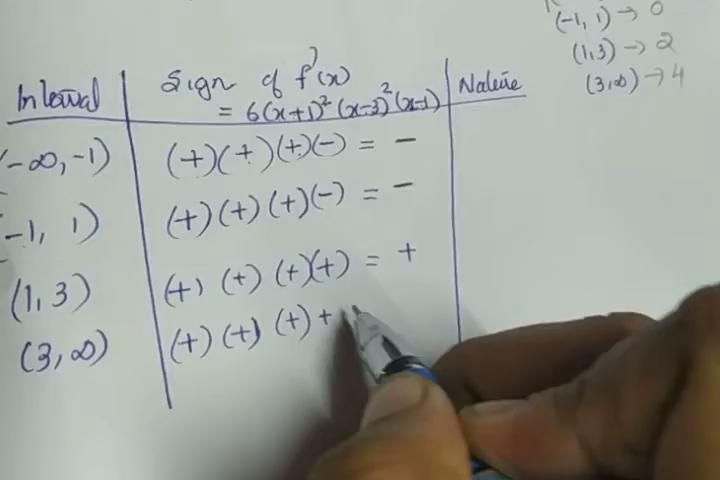 (-1, 1) → 0
(1, 3) → 2
(3, ∞) → 4
Interval Sign of f'(x) Nature
= 6(x+1)² (x-3)² (x-1)
(-∞, -1) (+)(+)(+)(-) = -
-1, 1) (+)(+)(+)(-) = -
(1, 3) (+)(+)(+)(+) = +
(3, ∞) (+)(+)(+)+